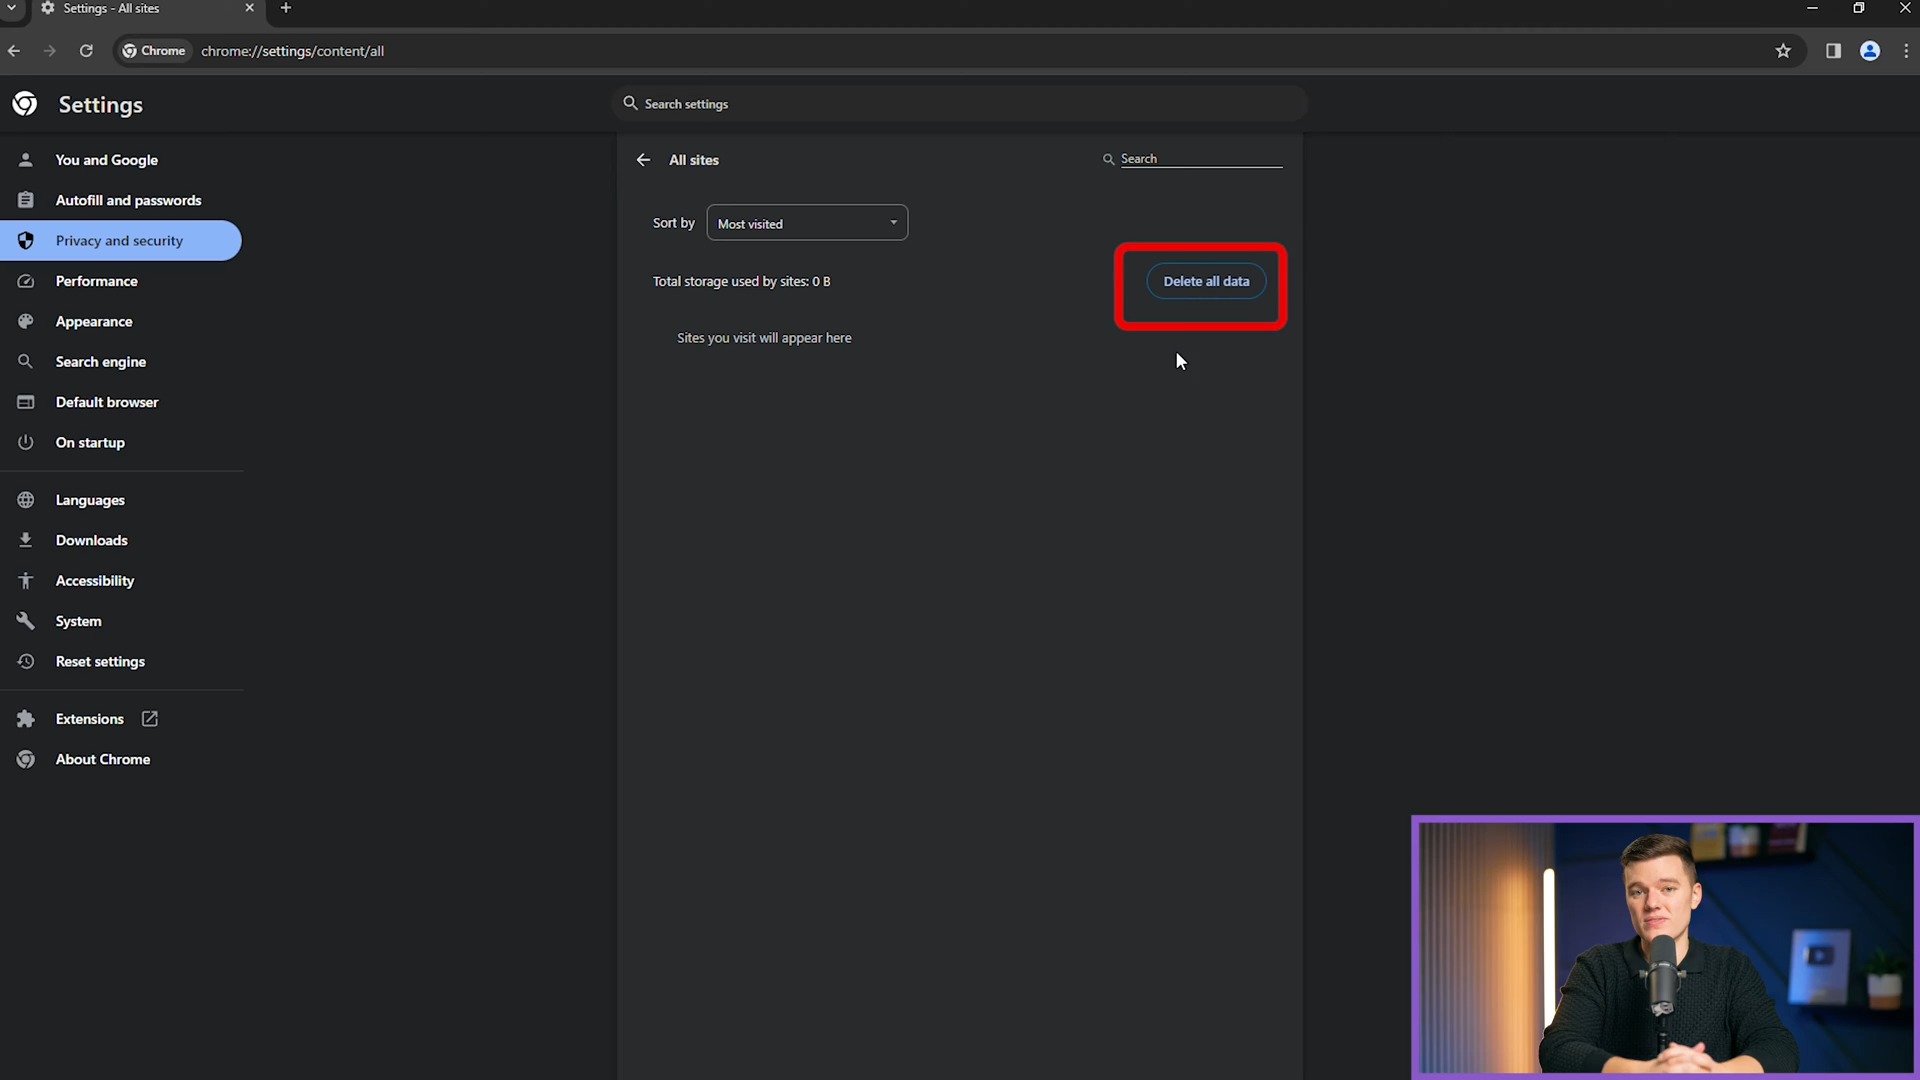 Settings - All sites
Chrome
chrome://settings/content/all
Settings
Search settings
You and Google
Autofill and passwords
Privacy and security
Performance
Appearance
Search engine
Default browser
On startup
Languages
Downloads
Accessibility
System
Reset settings
Extensions
About Chrome
All sites
Search
Sort by
Most visited
Total storage used by sites: 0 B
Delete all data
Sites you visit will appear here